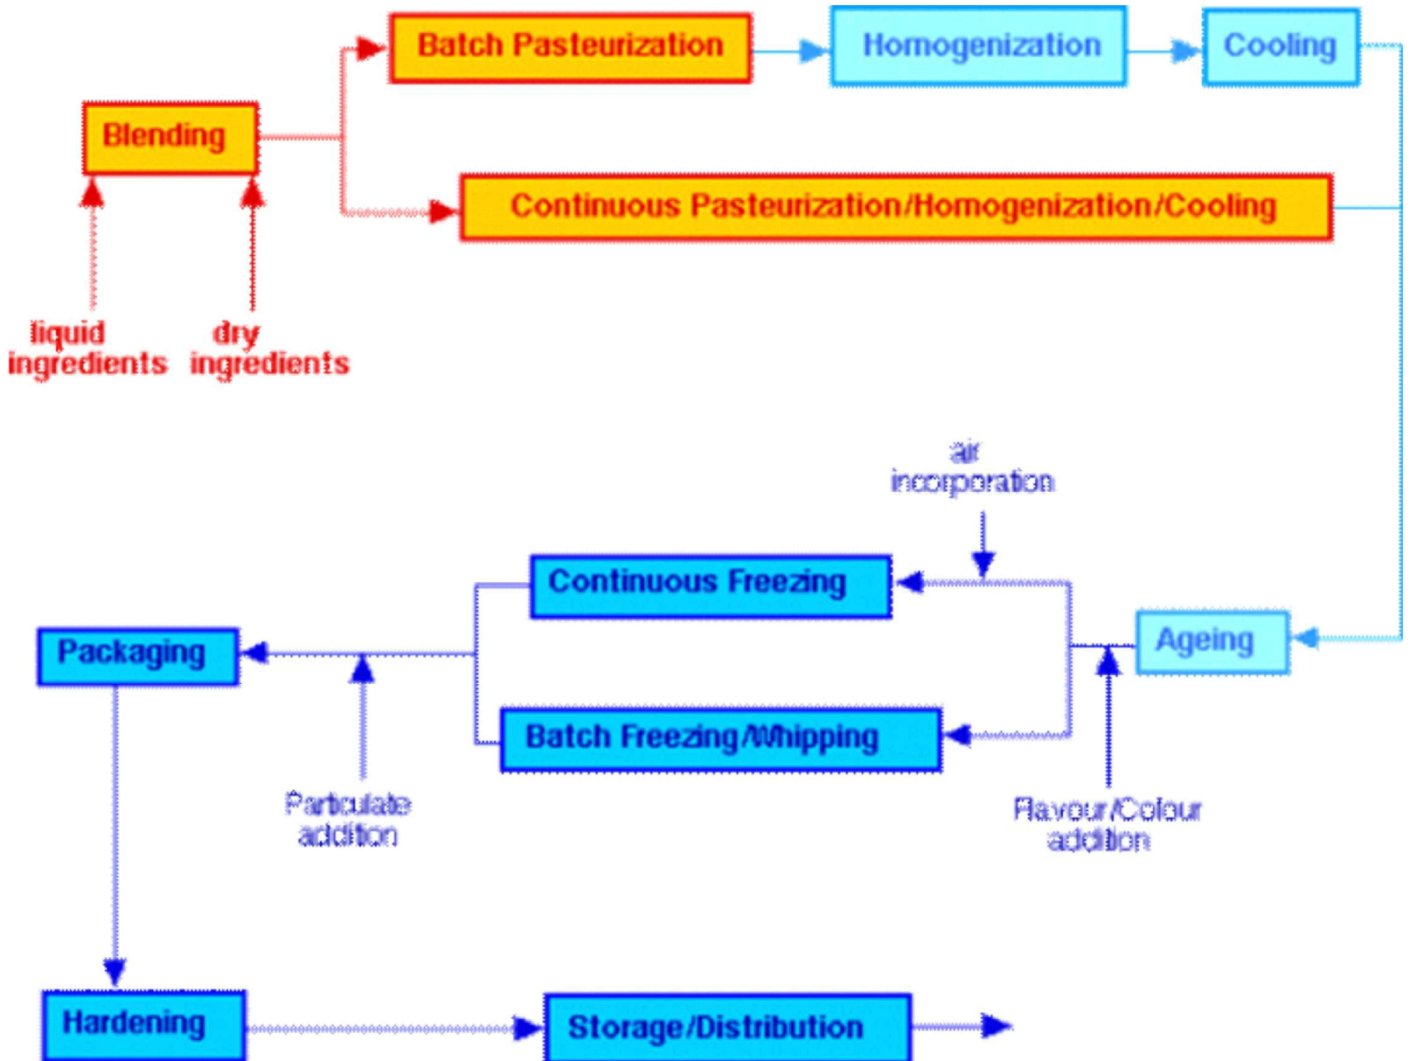 Batch Pasteurization
Homogenization
Cooling
Blending
Continuous Pasteurization/Homogenization/Cooling
liquid
ingredients
dry
ingredients
air
incorporation
Continuous Freezing
Ageing
Packaging
Batch Freezing/Whipping
Particulate
addition
Flavour/Colour
addition
Hardening
Storage/Distribution